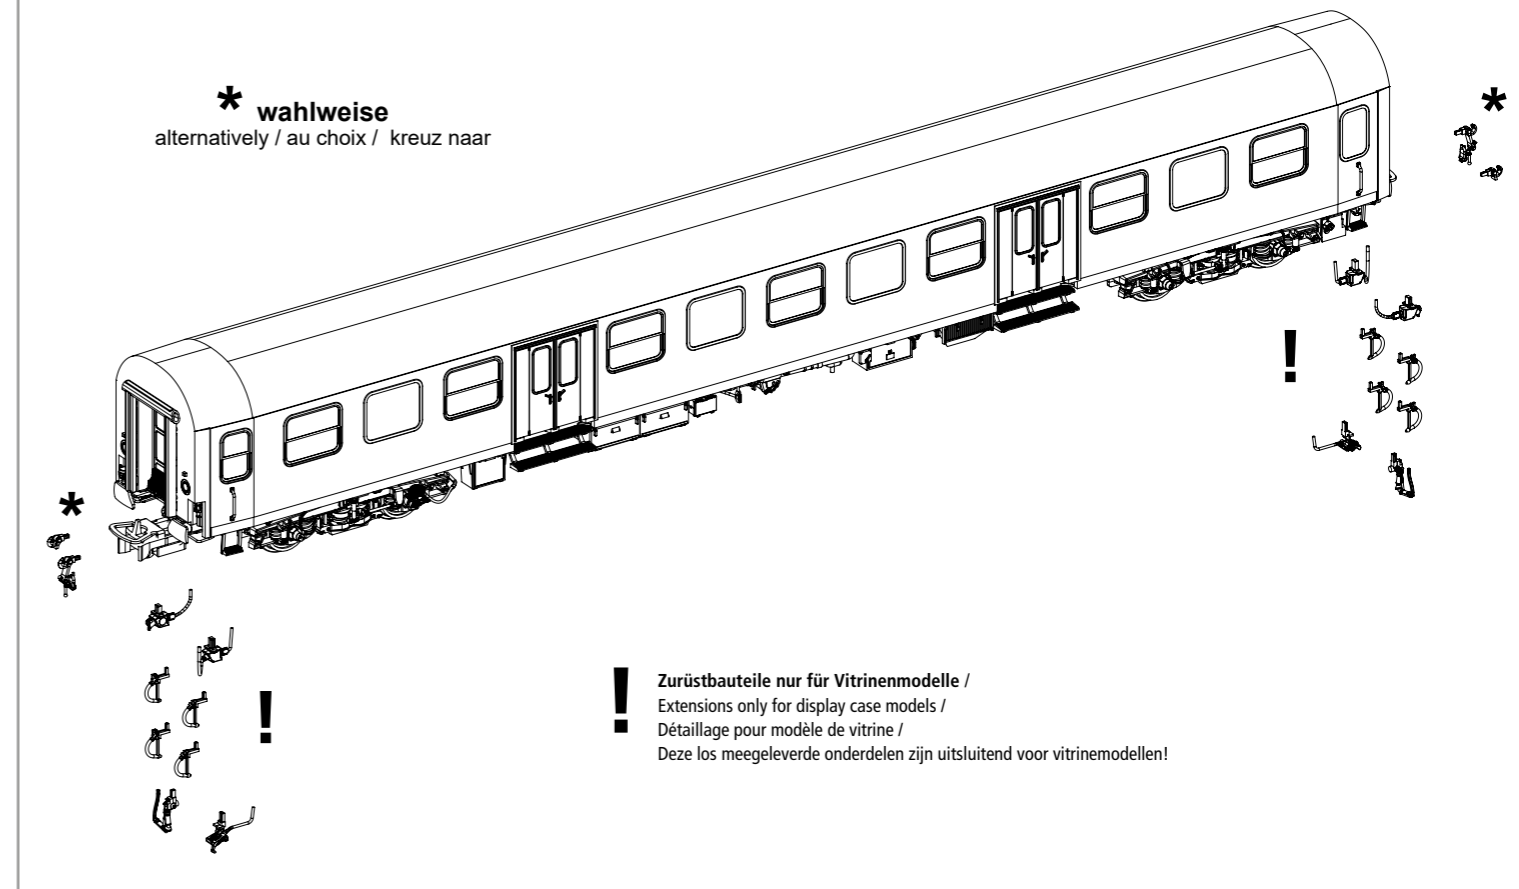 * wahlweise
alternatively / au choix / kreuz naar
*
!
*
!
! Zurüstbauteile nur für Vitrinenmodelle /
Extensions only for display case models /
Détaillage pour modèle de vitrine /
Deze los meegeleverde onderdelen zijn uitsluitend voor vitrinemodellen!